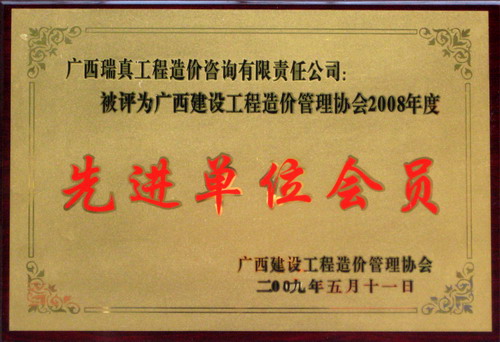 广西瑞真工程造价咨询有限责任公司：
被评为广西建设工程造价管理协会2008年度
先进单位会员
广西建设工程造价管理协会
二00九年五月十一日